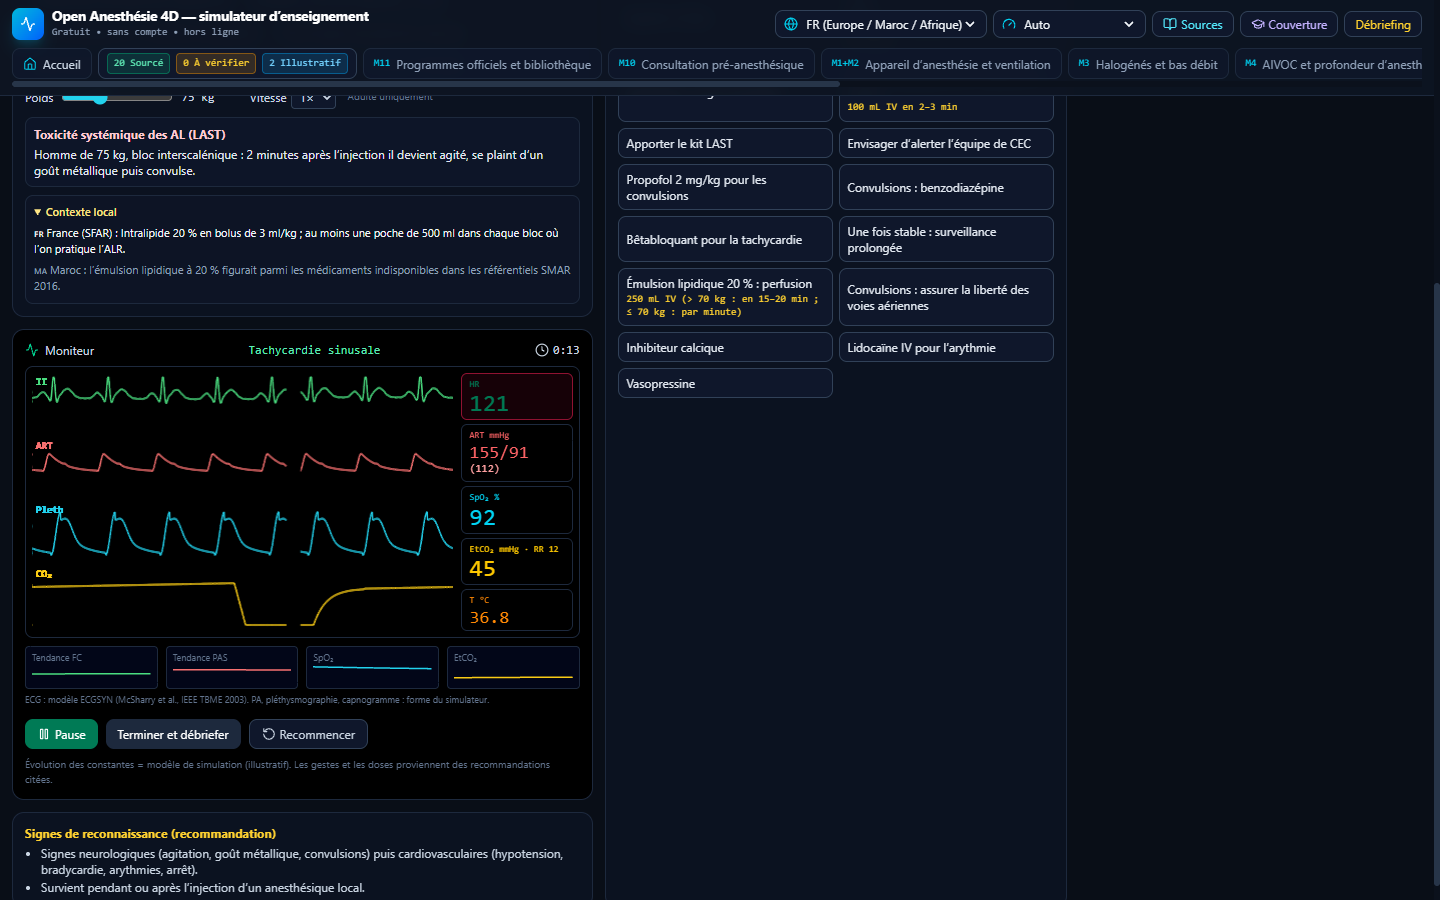 Open Anesthésie 4D — simulateur d’enseignement
Gratuit • sans compte • hors ligne
FR (Europe / Maroc / Afrique)
Auto
Sources
Couverture
Débriefing
Accueil
20 Sourcé
0 À vérifier
2 Illustratif
M11 Programmes officiels et bibliothèque
M10 Consultation pré-anesthésique
M1+M2 Appareil d’anesthésie et ventilation
M3 Halogénés et bas débit
M4 AIVOC et profondeur d’anesth
Poids
75 kg
Vitesse
1×
Adulte uniquement
Toxicité systémique des AL (LAST)
Homme de 75 kg, bloc interscalénique : 2 minutes après l’injection il devient agité, se plaint d’un
goût métallique puis convulse.
▼ Contexte local
FR France (SFAR) : Intralipide 20 % en bolus de 3 ml/kg ; au moins une poche de 500 ml dans chaque bloc où
l’on pratique l’ALR.
MA Maroc : l’émulsion lipidique à 20 % figurait parmi les médicaments indisponibles dans les référentiels SMAR
2016.
Moniteur
Tachycardie sinusale
0:13
II
HR
121
ART
ART mmHg
155/91
(112)
Pleth
SpO₂ %
92
CO₂
EtCO₂ mmHg · RR 12
45
T °C
36.8
Tendance FC
Tendance PAS
SpO₂
EtCO₂
ECG : modèle ECGSYN (McSharry et al., IEEE TBME 2003). PA, pléthysmographie, capnogramme : forme du simulateur.
Pause
Terminer et débriefer
Recommencer
Évolution des constantes = modèle de simulation (illustratif). Les gestes et les doses proviennent des recommandations
citées.
Signes de reconnaissance (recommandation)
• Signes neurologiques (agitation, goût métallique, convulsions) puis cardiovasculaires (hypotension,
bradycardie, arythmies, arrêt).
• Survient pendant ou après l’injection d’un anesthésique local.
100 mL IV en 2–3 min
Apporter le kit LAST
Envisager d’alerter l’équipe de CEC
Propofol 2 mg/kg pour les
convulsions
Convulsions : benzodiazépine
Bêtabloquant pour la tachycardie
Une fois stable : surveillance
prolongée
Émulsion lipidique 20 % : perfusion
250 mL IV (> 70 kg : en 15–20 min ;
≤ 70 kg : par minute)
Convulsions : assurer la liberté des
voies aériennes
Inhibiteur calcique
Lidocaïne IV pour l’arythmie
Vasopressine